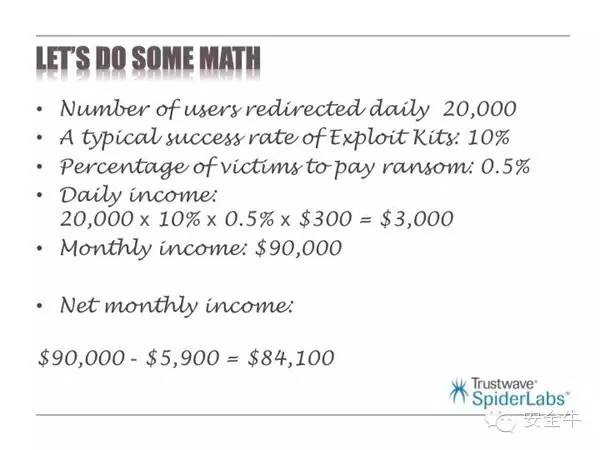 LET'S DO SOME MATH
• Number of users redirected daily 20,000
• A typical success rate of Exploit Kits: 10%
• Percentage of victims to pay ransom: 0.5%
• Daily income:
20,000 x 10% x 0.5% x $300 = $3,000
• Monthly income: $90,000
• Net monthly income:
$90,000 - $5,900 = $84,100
Trustwave®
SpiderLabs®
安全牛